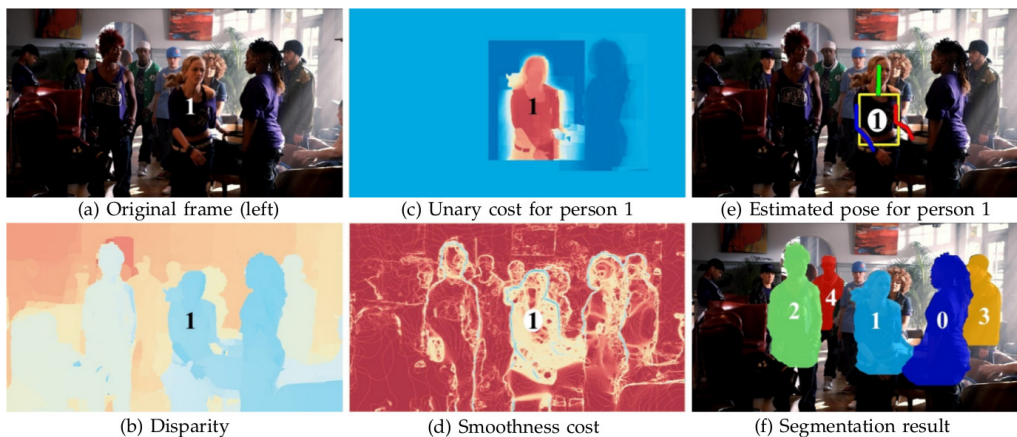 1
1
1
(a) Original frame (left)
(c) Unary cost for person 1
(e) Estimated pose for person 1
1
1
2
4
1
0
3
(b) Disparity
(d) Smoothness cost
(f) Segmentation result